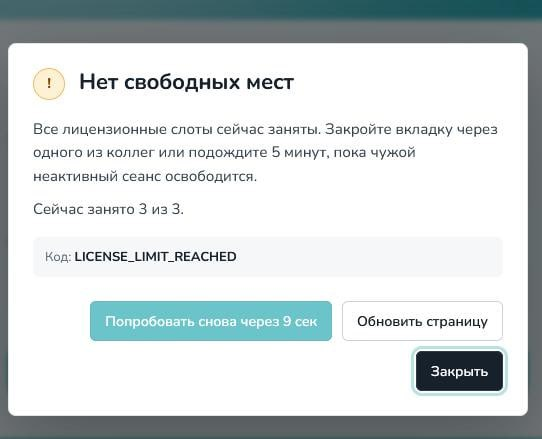 !
Нет свободных мест
Все лицензионные слоты сейчас заняты. Закройте вкладку через
одного из коллег или подождите 5 минут, пока чужой
неактивный сеанс освободится.
Сейчас занято 3 из 3.
Код: LICENSE_LIMIT_REACHED
Попробовать снова через 9 сек
Обновить страницу
Закрыть